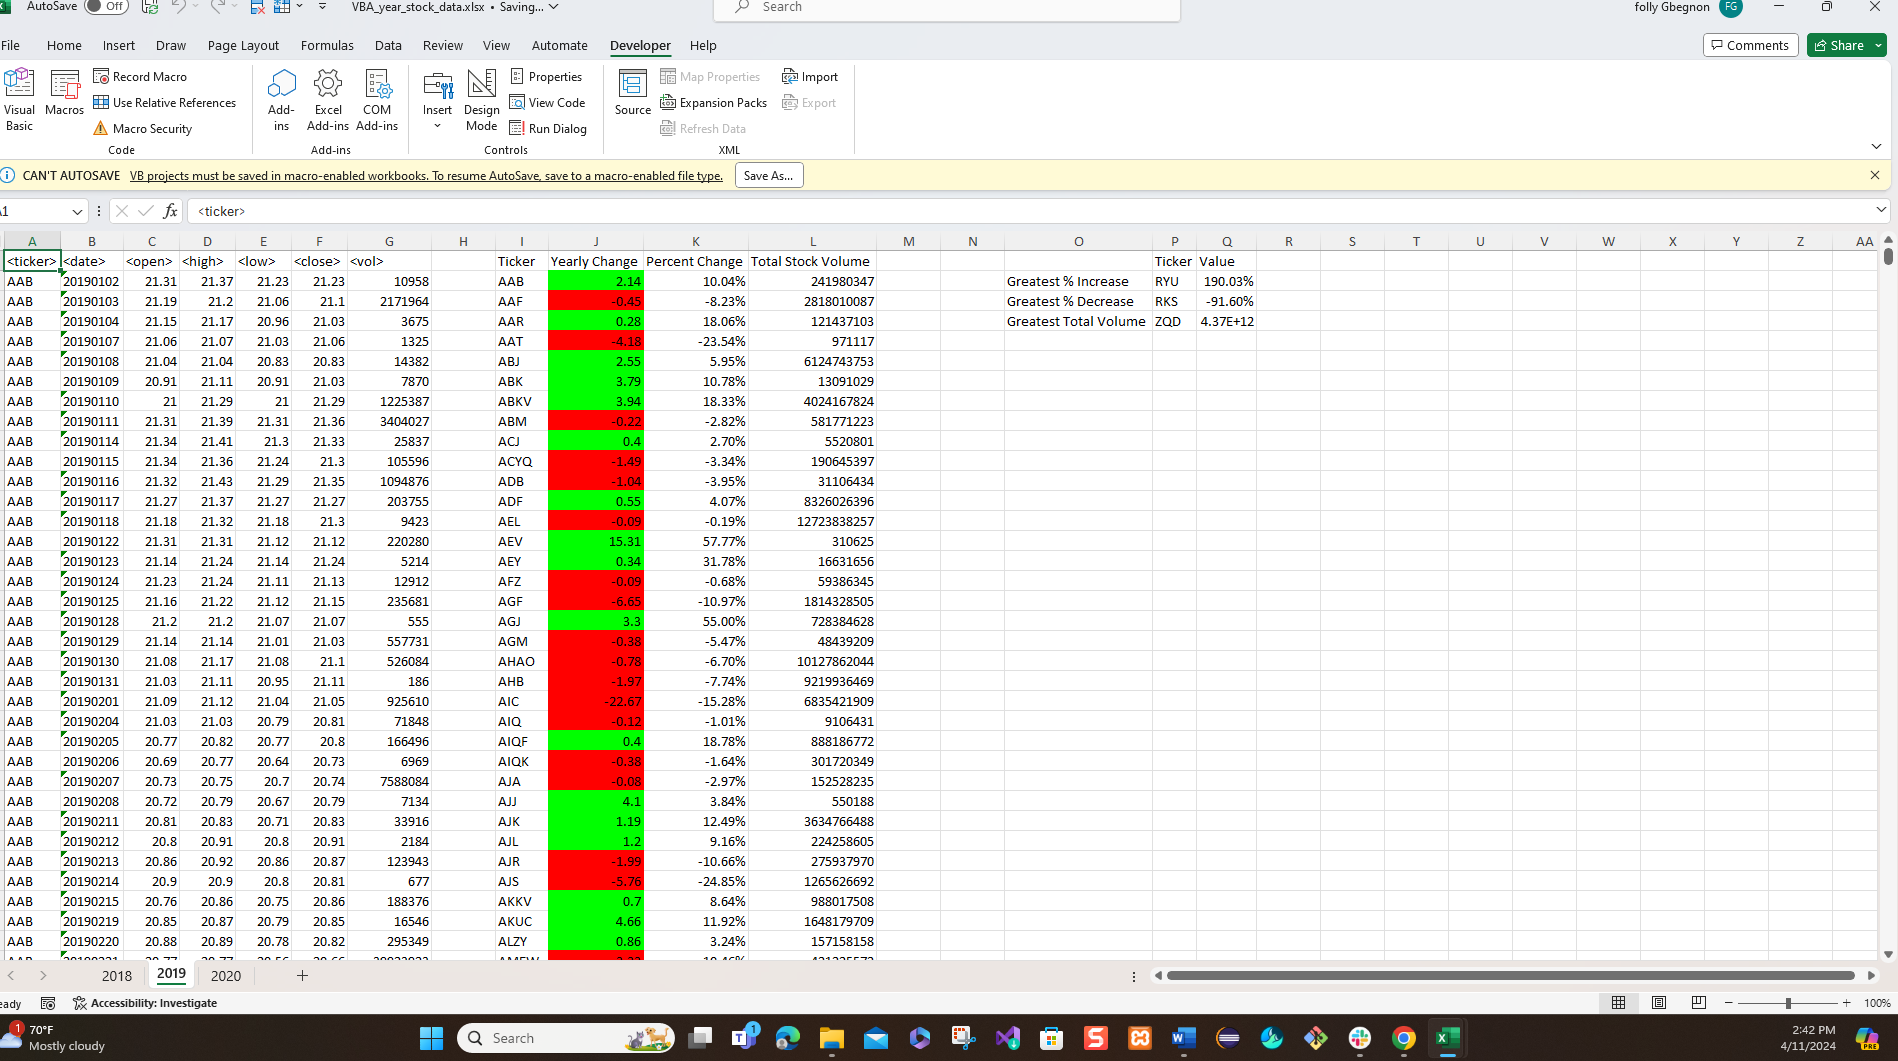 AutoSave Off VBA_year_stock_data.xlsx • Saving... Search folly Gbegnon FG
File Home Insert Draw Page Layout Formulas Data Review View Automate Developer Help Comments Share
Visual Basic
Macros
Record Macro
Use Relative References
Macro Security
Code
Add-ins
Excel Add-ins
COM Add-ins
Add-ins
Insert
Design Mode
Properties
View Code
Run Dialog
Controls
Source
Map Properties
Expansion Packs
Refresh Data
Import
Export
XML
CAN'T AUTOSAVE VB projects must be saved in macro-enabled workbooks. To resume AutoSave, save to a macro-enabled file type. Save As...
fx <ticker>
A B C D E F G H I J K L M N O P Q R S T U V W X Y Z AA
<ticker> <date> <open> <high> <low> <close> <vol> Ticker Yearly Change Percent Change Total Stock Volume Ticker Value
AAB 20190102 21.31 21.37 21.23 21.23 10958 AAB 2.14 10.04% 241980347 Greatest % Increase RYU 190.03%
AAB 20190103 21.19 21.2 21.06 21.1 2171964 AAF -0.45 -8.23% 2818010087 Greatest % Decrease RKS -91.60%
AAB 20190104 21.15 21.17 20.96 21.03 3675 AAR 0.28 18.06% 121437103 Greatest Total Volume ZQD 4.37E+12
AAB 20190107 21.06 21.07 21.03 21.06 1325 AAT -4.18 -23.54% 971117
AAB 20190108 21.04 21.04 20.83 20.83 14382 ABJ 2.55 5.95% 6124743753
AAB 20190109 20.91 21.11 20.91 21.03 7870 ABK 3.79 10.78% 13091029
AAB 20190110 21 21.29 21 21.29 1225387 ABKV 3.94 18.33% 4024167824
AAB 20190111 21.31 21.39 21.31 21.36 3404027 ABM -0.22 -2.82% 581771223
AAB 20190114 21.34 21.41 21.3 21.33 25837 ACJ 0.4 2.70% 5520801
AAB 20190115 21.34 21.36 21.24 21.3 105596 ACYQ -1.49 -3.34% 190645397
AAB 20190116 21.32 21.43 21.29 21.35 1094876 ADB -1.04 -3.95% 31106434
AAB 20190117 21.27 21.37 21.27 21.27 203755 ADF 0.55 4.07% 8326026396
AAB 20190118 21.18 21.32 21.18 21.3 9423 AEL -0.09 -0.19% 12723838257
AAB 20190122 21.31 21.31 21.12 21.12 220280 AEV 15.31 57.77% 310625
AAB 20190123 21.14 21.24 21.14 21.24 5214 AEY 0.34 31.78% 16631656
AAB 20190124 21.23 21.24 21.11 21.13 12912 AFZ -0.09 -0.68% 59386345
AAB 20190125 21.16 21.22 21.12 21.15 235681 AGF -6.65 -10.97% 1814328505
AAB 20190128 21.2 21.2 21.07 21.07 555 AGJ 3.3 55.00% 728384628
AAB 20190129 21.14 21.14 21.01 21.03 557731 AGM -0.38 -5.47% 48439209
AAB 20190130 21.08 21.17 21.08 21.1 526084 AHAO -0.78 -6.70% 10127862044
AAB 20190131 21.03 21.11 20.95 21.11 186 AHB -1.97 -7.74% 9219936469
AAB 20190201 21.09 21.12 21.04 21.05 925610 AIC -22.67 -15.28% 6835421909
AAB 20190204 21.03 21.03 20.79 20.81 71848 AIQ -0.12 -1.01% 9106431
AAB 20190205 20.77 20.82 20.77 20.8 166496 AIQF 0.4 18.78% 888186772
AAB 20190206 20.69 20.77 20.64 20.73 6969 AIQK -0.38 -1.64% 301720349
AAB 20190207 20.73 20.75 20.7 20.74 7588084 AJA -0.08 -2.97% 152528235
AAB 20190208 20.72 20.79 20.67 20.79 7134 AJJ 4.1 3.84% 550188
AAB 20190211 20.81 20.83 20.71 20.83 33916 AJK 1.19 12.49% 3634766488
AAB 20190212 20.8 20.91 20.8 20.91 2184 AJL 1.2 9.16% 224258605
AAB 20190213 20.86 20.92 20.86 20.87 123943 AJR -1.99 -10.66% 275937970
AAB 20190214 20.9 20.9 20.8 20.81 677 AJS -5.76 -24.85% 1265626692
AAB 20190215 20.76 20.86 20.75 20.86 188376 AKKV 0.7 8.64% 988017508
AAB 20190219 20.85 20.87 20.79 20.85 16546 AKUC 4.66 11.92% 1648179709
AAB 20190220 20.88 20.89 20.78 20.82 295349 ALZY 0.86 3.24% 157158158
2018 2019 2020
Accessibility: Investigate 100%
1 70°F Search 1 2:42 PM
Mostly cloudy 4/11/2024 PRE